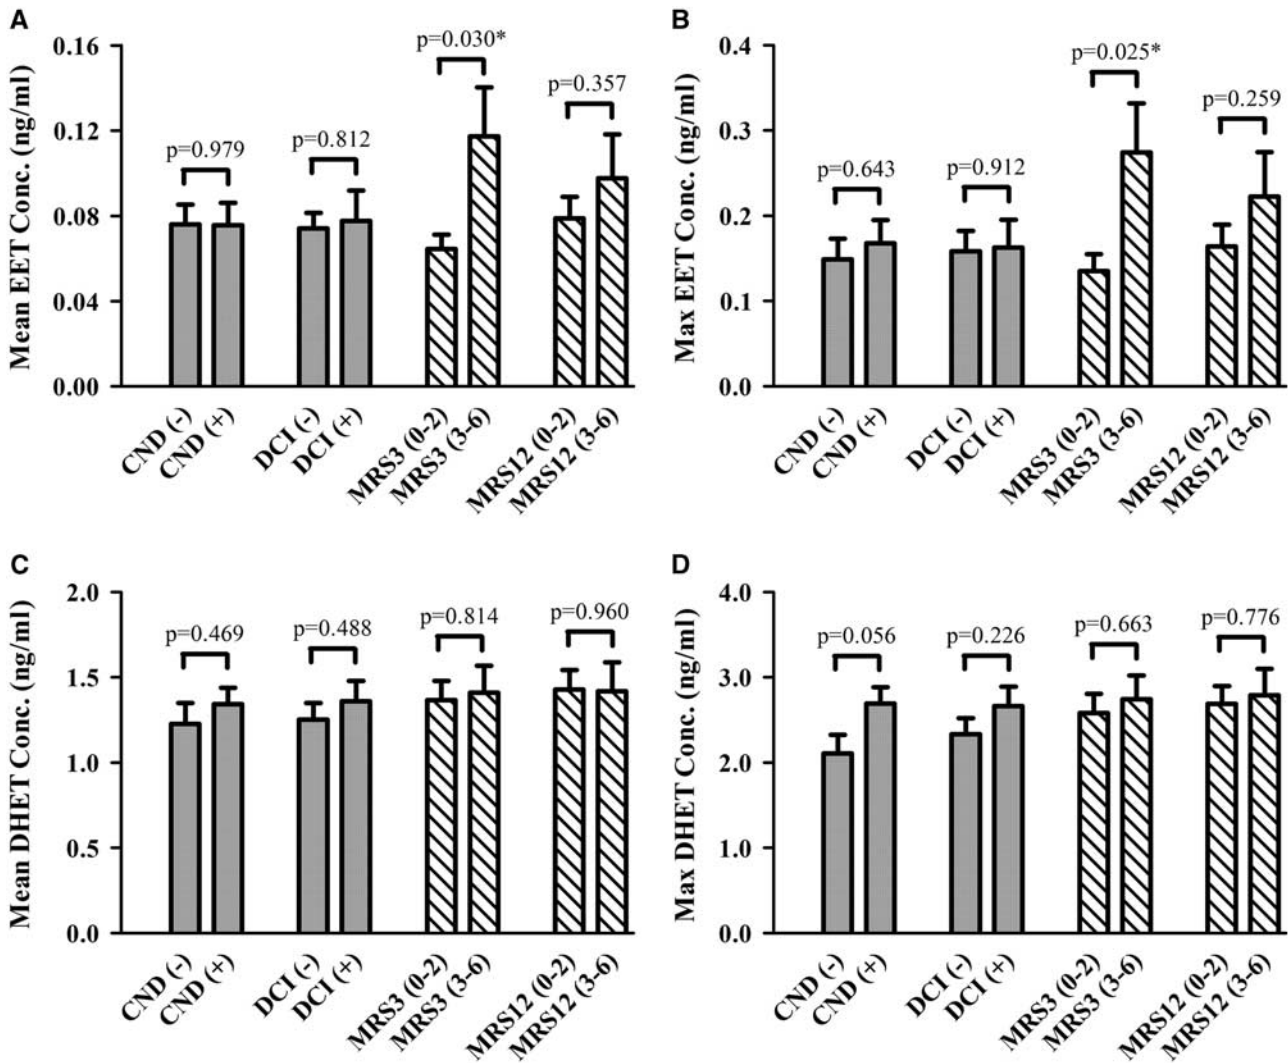 A
Mean EET Conc. (ng/ml)
0.16
0.12
0.08
0.04
0.00
p=0.979
p=0.812
p=0.030*
p=0.357
CND (-)
CND (+)
DCI (-)
DCI (+)
MRS3 (0-2)
MRS3 (3-6)
MRS12 (0-2)
MRS12 (3-6)
B
Max EET Conc. (ng/ml)
0.4
0.3
0.2
0.1
0.0
p=0.643
p=0.912
p=0.025*
p=0.259
CND (-)
CND (+)
DCI (-)
DCI (+)
MRS3 (0-2)
MRS3 (3-6)
MRS12 (0-2)
MRS12 (3-6)
C
Mean DHET Conc. (ng/ml)
2.0
1.5
1.0
0.5
0.0
p=0.469
p=0.488
p=0.814
p=0.960
CND (-)
CND (+)
DCI (-)
DCI (+)
MRS3 (0-2)
MRS3 (3-6)
MRS12 (0-2)
MRS12 (3-6)
D
Max DHET Conc. (ng/ml)
4.0
3.0
2.0
1.0
0.0
p=0.056
p=0.226
p=0.663
p=0.776
CND (-)
CND (+)
DCI (-)
DCI (+)
MRS3 (0-2)
MRS3 (3-6)
MRS12 (0-2)
MRS12 (3-6)